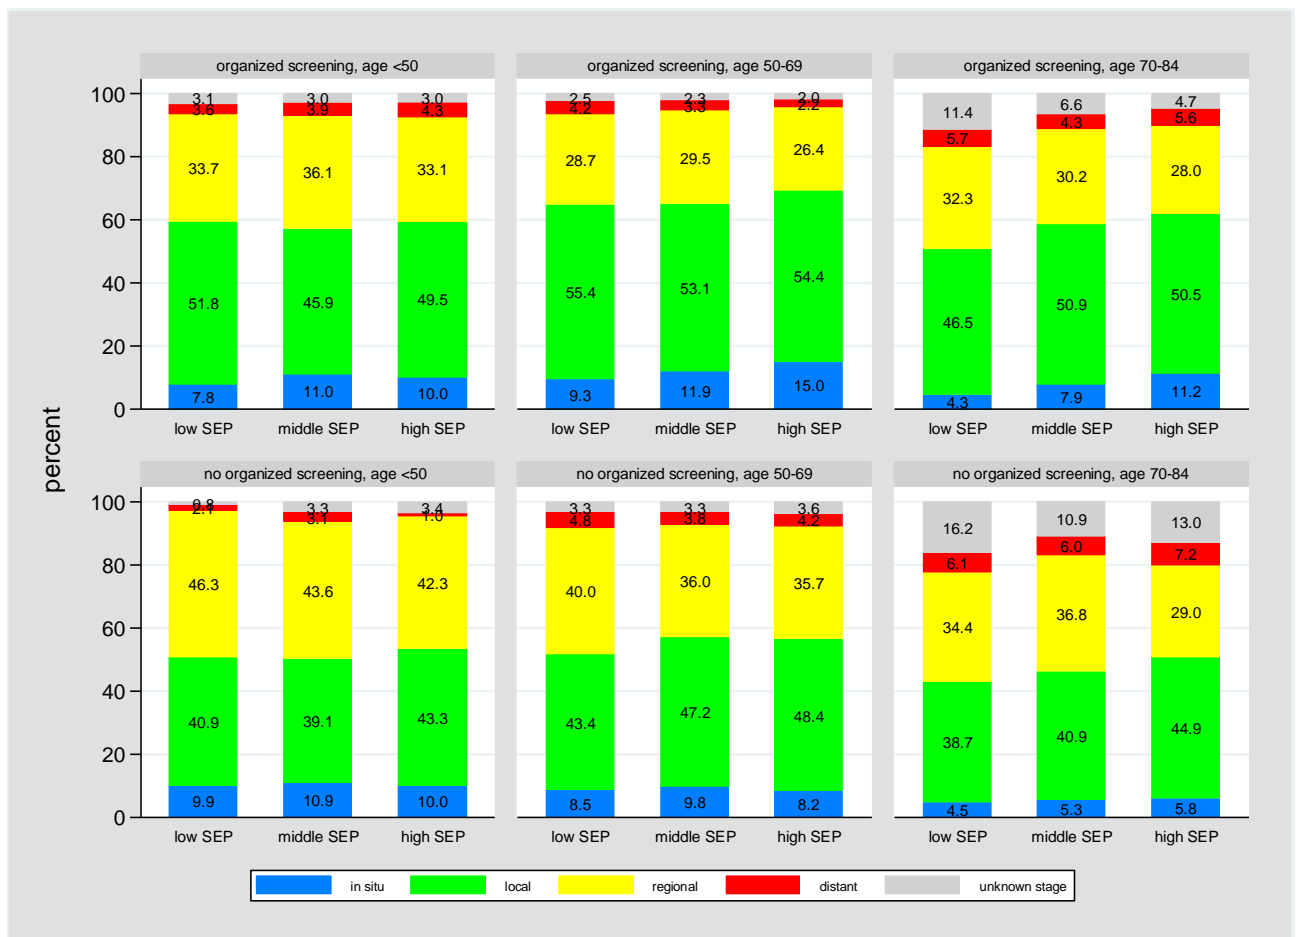 organized screening, age <50
organized screening, age 50-69
organized screening, age 70-84
100
80
60
40
20
0
3.1 3.0 3.0
3.6 3.9 4.3
33.7 36.1 33.1
51.8 45.9 49.5
7.8 11.0 10.0
low SEP middle SEP high SEP
2.5 2.3 2.0
4.2 3.3 2.2
28.7 29.5 26.4
55.4 53.1 54.4
9.3 11.9 15.0
low SEP middle SEP high SEP
11.4 6.6 4.7
5.7 4.3 5.6
32.3 30.2 28.0
46.5 50.9 50.5
4.3 7.9 11.2
low SEP middle SEP high SEP
percent
no organized screening, age <50
no organized screening, age 50-69
no organized screening, age 70-84
100
80
60
40
20
0
0.8 3.3 3.4
2.1 3.1 1.0
46.3 43.6 42.3
40.9 39.1 43.3
9.9 10.9 10.0
low SEP middle SEP high SEP
3.3 3.3 3.6
4.8 3.8 4.2
40.0 36.0 35.7
43.4 47.2 48.4
8.5 9.8 8.2
low SEP middle SEP high SEP
16.2 10.9 13.0
6.1 6.0 7.2
34.4 36.8 29.0
38.7 40.9 44.9
4.5 5.3 5.8
low SEP middle SEP high SEP
in situ local regional distant unknown stage